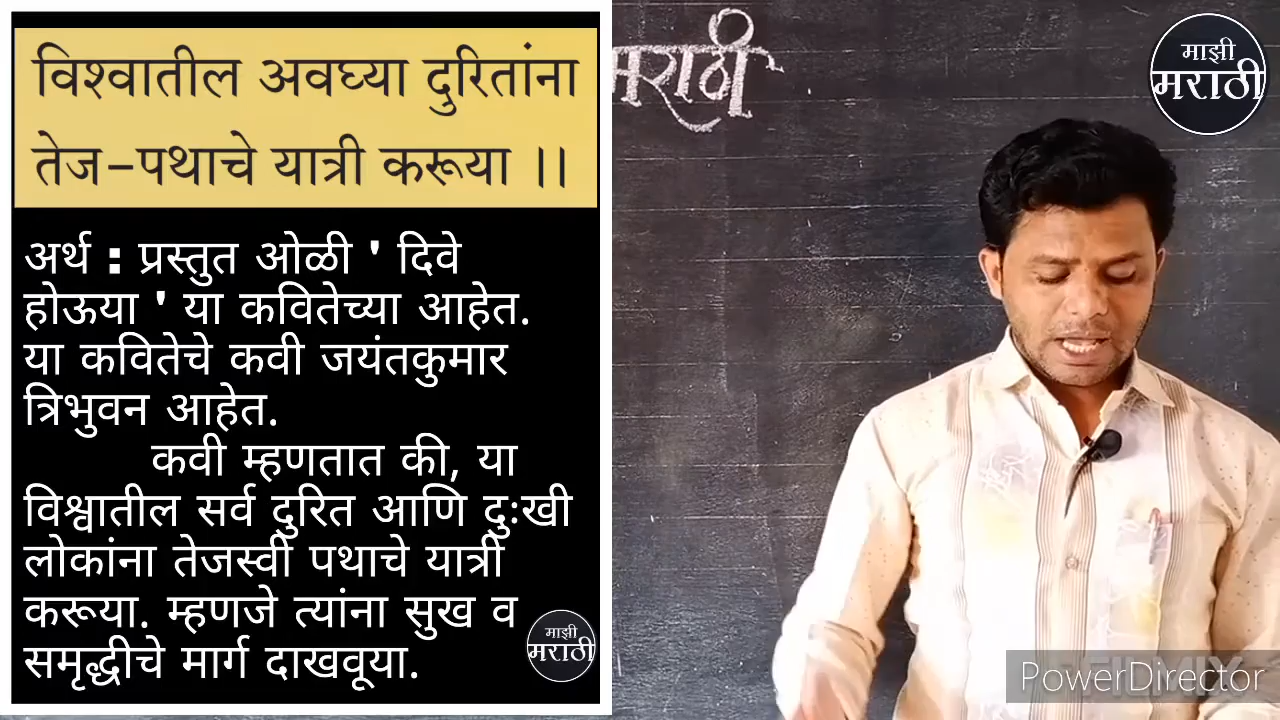 विश्वातील अवघ्या दुरितांना
तेज-पथाचे यात्री करूया ।।
अर्थ : प्रस्तुत ओळी ' दिवे
होऊया ' या कवितेच्या आहेत.
या कवितेचे कवी जयंतकुमार
त्रिभुवन आहेत.
कवी म्हणतात की, या
विश्वातील सर्व दुरित आणि दुःखी
लोकांना तेजस्वी पथाचे यात्री
करूया. म्हणजे त्यांना सुख व
समृद्धीचे मार्ग दाखवूया.
माझी
मराठी
मराठी
माझी
मराठी
PowerDirector